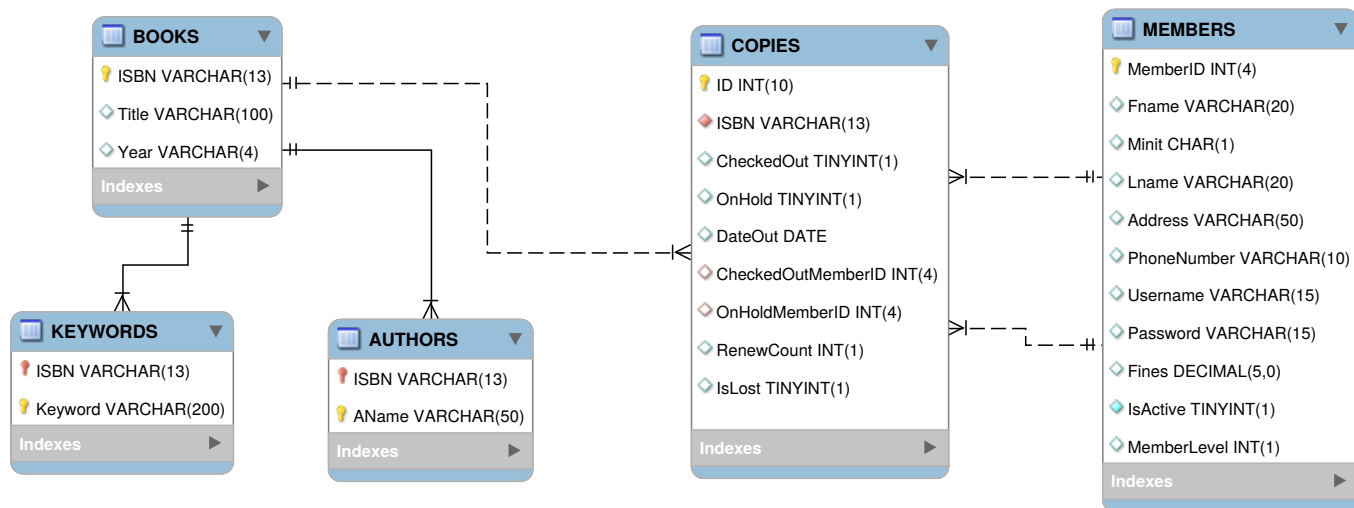 BOOKS
ISBN VARCHAR(13)
Title VARCHAR(100)
Year VARCHAR(4)
Indexes
KEYWORDS
ISBN VARCHAR(13)
Keyword VARCHAR(200)
Indexes
AUTHORS
ISBN VARCHAR(13)
AName VARCHAR(50)
Indexes
COPIES
ID INT(10)
ISBN VARCHAR(13)
CheckedOut TINYINT(1)
OnHold TINYINT(1)
DateOut DATE
CheckedOutMemberID INT(4)
OnHoldMemberID INT(4)
RenewCount INT(1)
IsLost TINYINT(1)
Indexes
MEMBERS
MemberID INT(4)
Fname VARCHAR(20)
Minit CHAR(1)
Lname VARCHAR(20)
Address VARCHAR(50)
PhoneNumber VARCHAR(10)
Username VARCHAR(15)
Password VARCHAR(15)
Fines DECIMAL(5,0)
IsActive TINYINT(1)
MemberLevel INT(1)
Indexes